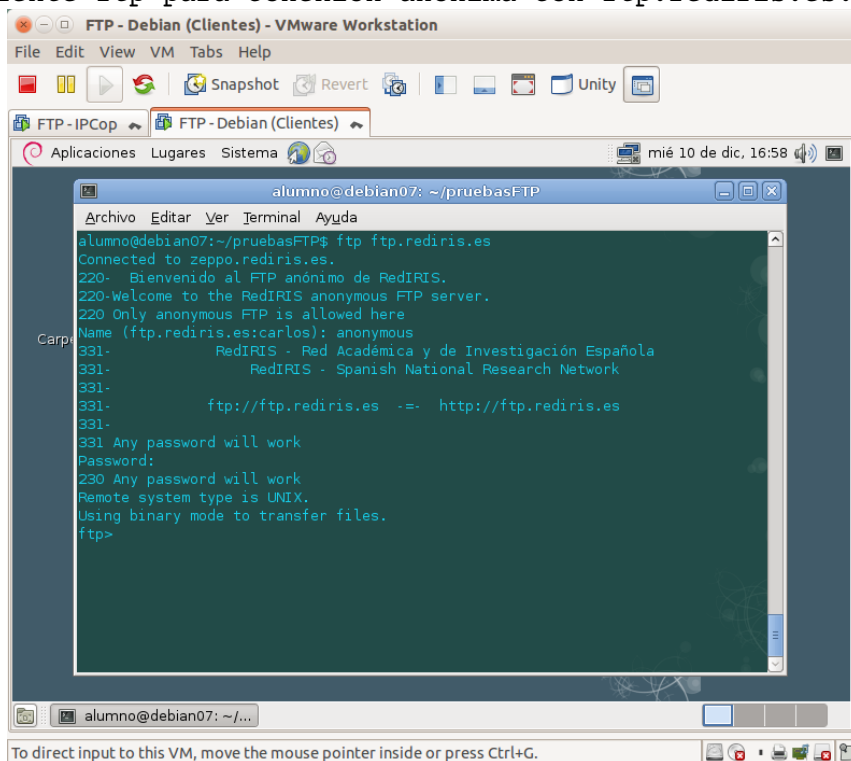 FTP - Debian (Clientes) - VMware Workstation
File Edit View VM Tabs Help
Snapshot Revert Unity
FTP - IPCop FTP - Debian (Clientes)
Aplicaciones Lugares Sistema mié 10 de dic, 16:58
alumno@debian07: ~/pruebasFTP
Archivo Editar Ver Terminal Ayuda
alumno@debian07:~/pruebasFTP$ ftp ftp.rediris.es
Connected to zeppo.rediris.es.
220-  Bienvenido al FTP anónimo de RedIRIS.
220-Welcome to the RedIRIS anonymous FTP server.
220 Only anonymous FTP is allowed here
Name (ftp.rediris.es:carlos): anonymous
Carpe
331-            RedIRIS - Red Académica y de Investigación Española
331-                RedIRIS - Spanish National Research Network
331-
331-           ftp://ftp.rediris.es  -=-  http://ftp.rediris.es
331-
331 Any password will work
Password:
230 Any password will work
Remote system type is UNIX.
Using binary mode to transfer files.
ftp>
alumno@debian07: ~/...
To direct input to this VM, move the mouse pointer inside or press Ctrl+G.